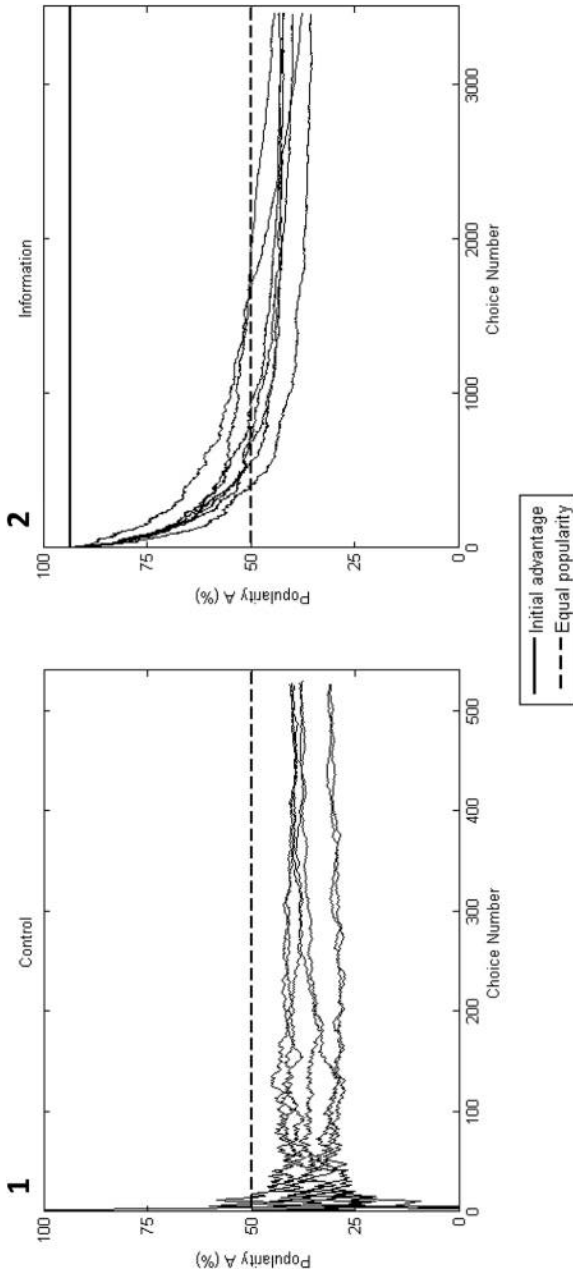 1
Control
100
75
50
25
0
Popularity A (%)
0
100
200
300
400
500
Choice Number
2
Information
100
75
50
25
0
Popularity A (%)
0
1000
2000
3000
Choice Number
Initial advantage
Equal popularity